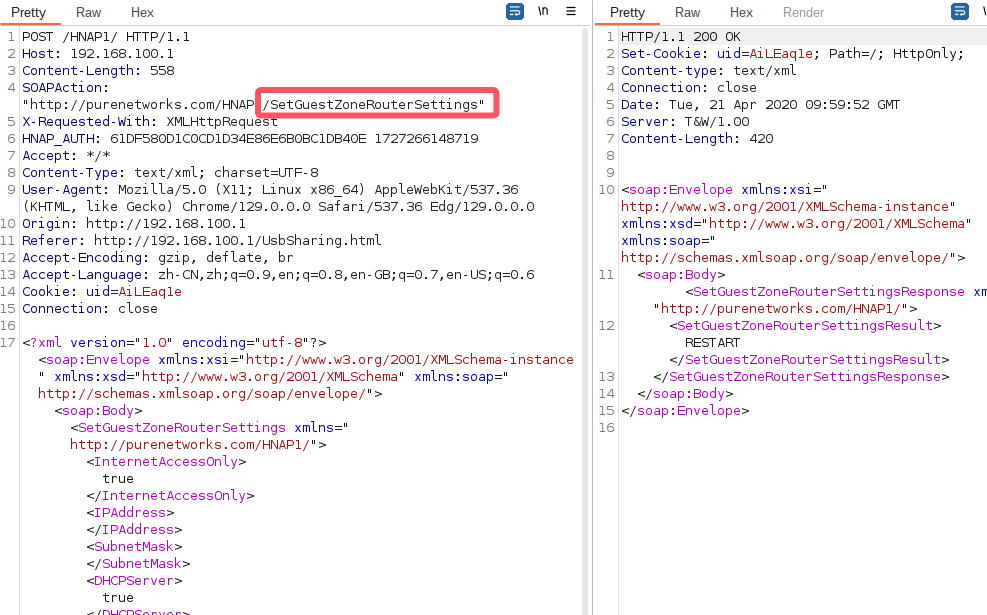 Pretty Raw Hex \n
1 POST /HNAP1/ HTTP/1.1
2 Host: 192.168.100.1
3 Content-Length: 558
4 SOAPAction:
"http://purenetworks.com/HNAP /SetGuestZoneRouterSettings"
5 X-Requested-With: XMLHttpRequest
6 HNAP_AUTH: 61DF580D1C0CD1D34E86E6B0BC1DB40E 1727266148719
7 Accept: */*
8 Content-Type: text/xml; charset=UTF-8
9 User-Agent: Mozilla/5.0 (X11; Linux x86_64) AppleWebKit/537.36
(KHTML, like Gecko) Chrome/129.0.0.0 Safari/537.36 Edg/129.0.0.0
10 Origin: http://192.168.100.1
11 Referer: http://192.168.100.1/UsbSharing.html
12 Accept-Encoding: gzip, deflate, br
13 Accept-Language: zh-CN,zh;q=0.9,en;q=0.8,en-GB;q=0.7,en-US;q=0.6
14 Cookie: uid=AiLEaq1e
15 Connection: close
16
17 <?xml version="1.0" encoding="utf-8"?>
<soap:Envelope xmlns:xsi="http://www.w3.org/2001/XMLSchema-instance
" xmlns:xsd="http://www.w3.org/2001/XMLSchema" xmlns:soap="
http://schemas.xmlsoap.org/soap/envelope/">
<soap:Body>
<SetGuestZoneRouterSettings xmlns="
http://purenetworks.com/HNAP1/">
<InternetAccessOnly>
true
</InternetAccessOnly>
<IPAddress>
</IPAddress>
<SubnetMask>
</SubnetMask>
<DHCPServer>
true
</DHCPServer>
Pretty Raw Hex Render
1 HTTP/1.1 200 OK
2 Set-Cookie: uid=AiLEaq1e; Path=/; HttpOnly;
3 Content-type: text/xml
4 Connection: close
5 Date: Tue, 21 Apr 2020 09:59:52 GMT
6 Server: T&W/1.00
7 Content-Length: 420
8
9
10 <soap:Envelope xmlns:xsi="
http://www.w3.org/2001/XMLSchema-instance"
xmlns:xsd="http://www.w3.org/2001/XMLSchema"
xmlns:soap="
http://schemas.xmlsoap.org/soap/envelope/">
11 <soap:Body>
<SetGuestZoneRouterSettingsResponse xm
"http://purenetworks.com/HNAP1/">
12 <SetGuestZoneRouterSettingsResult>
RESTART
</SetGuestZoneRouterSettingsResult>
13 </SetGuestZoneRouterSettingsResponse>
14 </soap:Body>
15 </soap:Envelope>
16